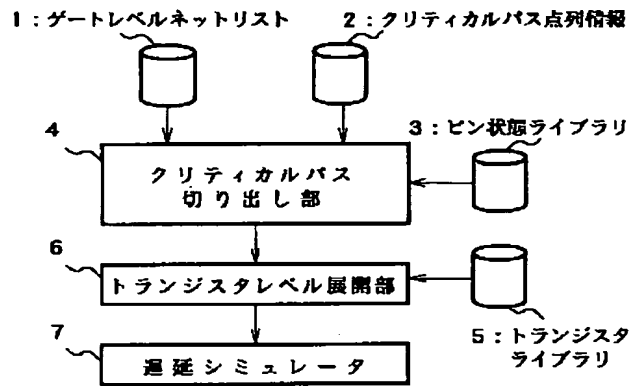 1：ゲートレベルネットリスト
2：クリティカルパス点列情報
3：ピン状態ライブラリ
4
クリティカルパス
切り出し部
6
トランジスタレベル展開部
5：トランジスタ
ライブラリ
7
遅延シミュレータ